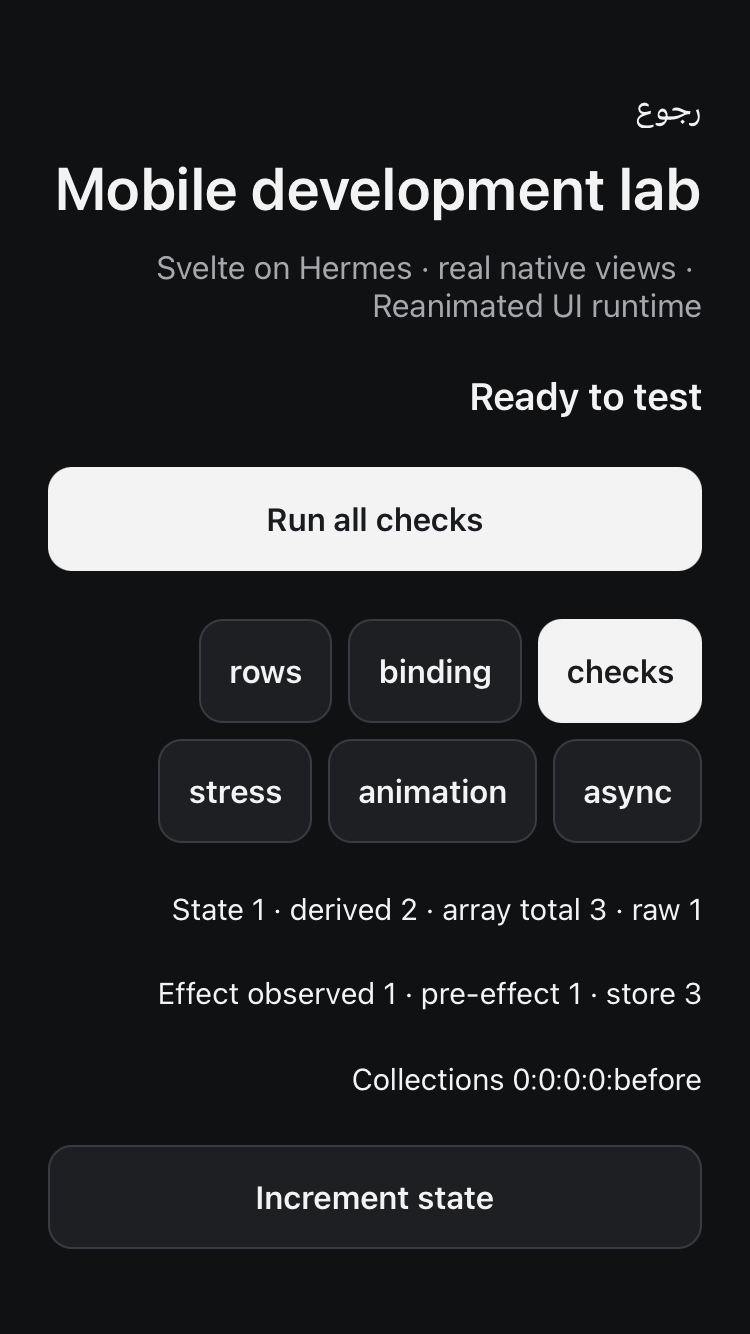 رجوع
Mobile development lab
Svelte on Hermes · real native views ·
Reanimated UI runtime
Ready to test
Run all checks
checks
binding
rows
async
animation
stress
State 1 · derived 2 · array total 3 · raw 1
Effect observed 1 · pre-effect 1 · store 3
Collections 0:0:0:0:before
Increment state